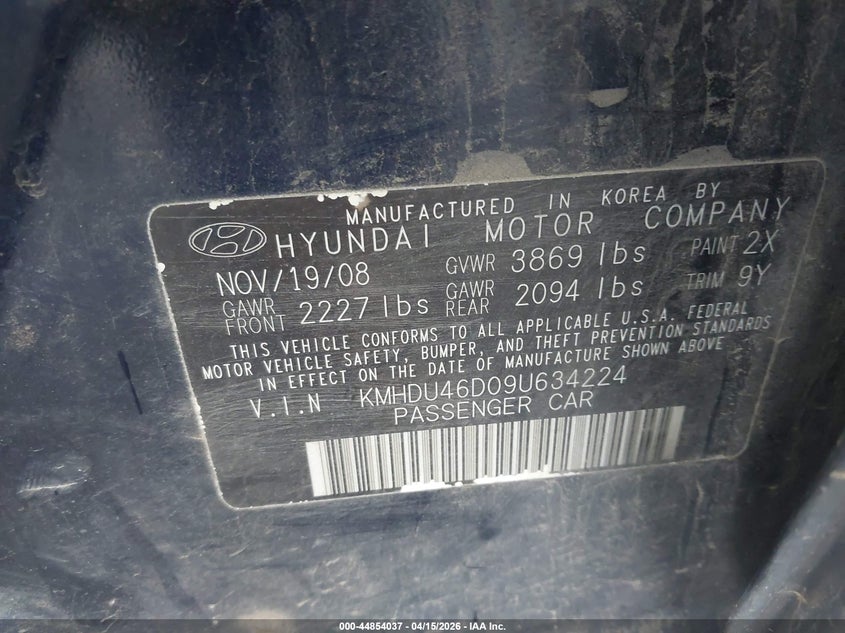 MANUFACTURED IN KOREA BY
HYUNDAI MOTOR COMPANY
NOV/19/08 GVWR 3869 lbs PAINT 2X
GAWR FRONT 2227 lbs GAWR REAR 2094 lbs TRIM 9Y
THIS VEHICLE CONFORMS TO ALL APPLICABLE U.S.A. FEDERAL
MOTOR VEHICLE SAFETY, BUMPER, AND THEFT PREVENTION STANDARDS
IN EFFECT ON THE DATE OF MANUFACTURE SHOWN ABOVE
V.I.N KMHDU46D09U634224
PASSENGER CAR
000-44854037 - 04/15/2026 - IAA Inc.